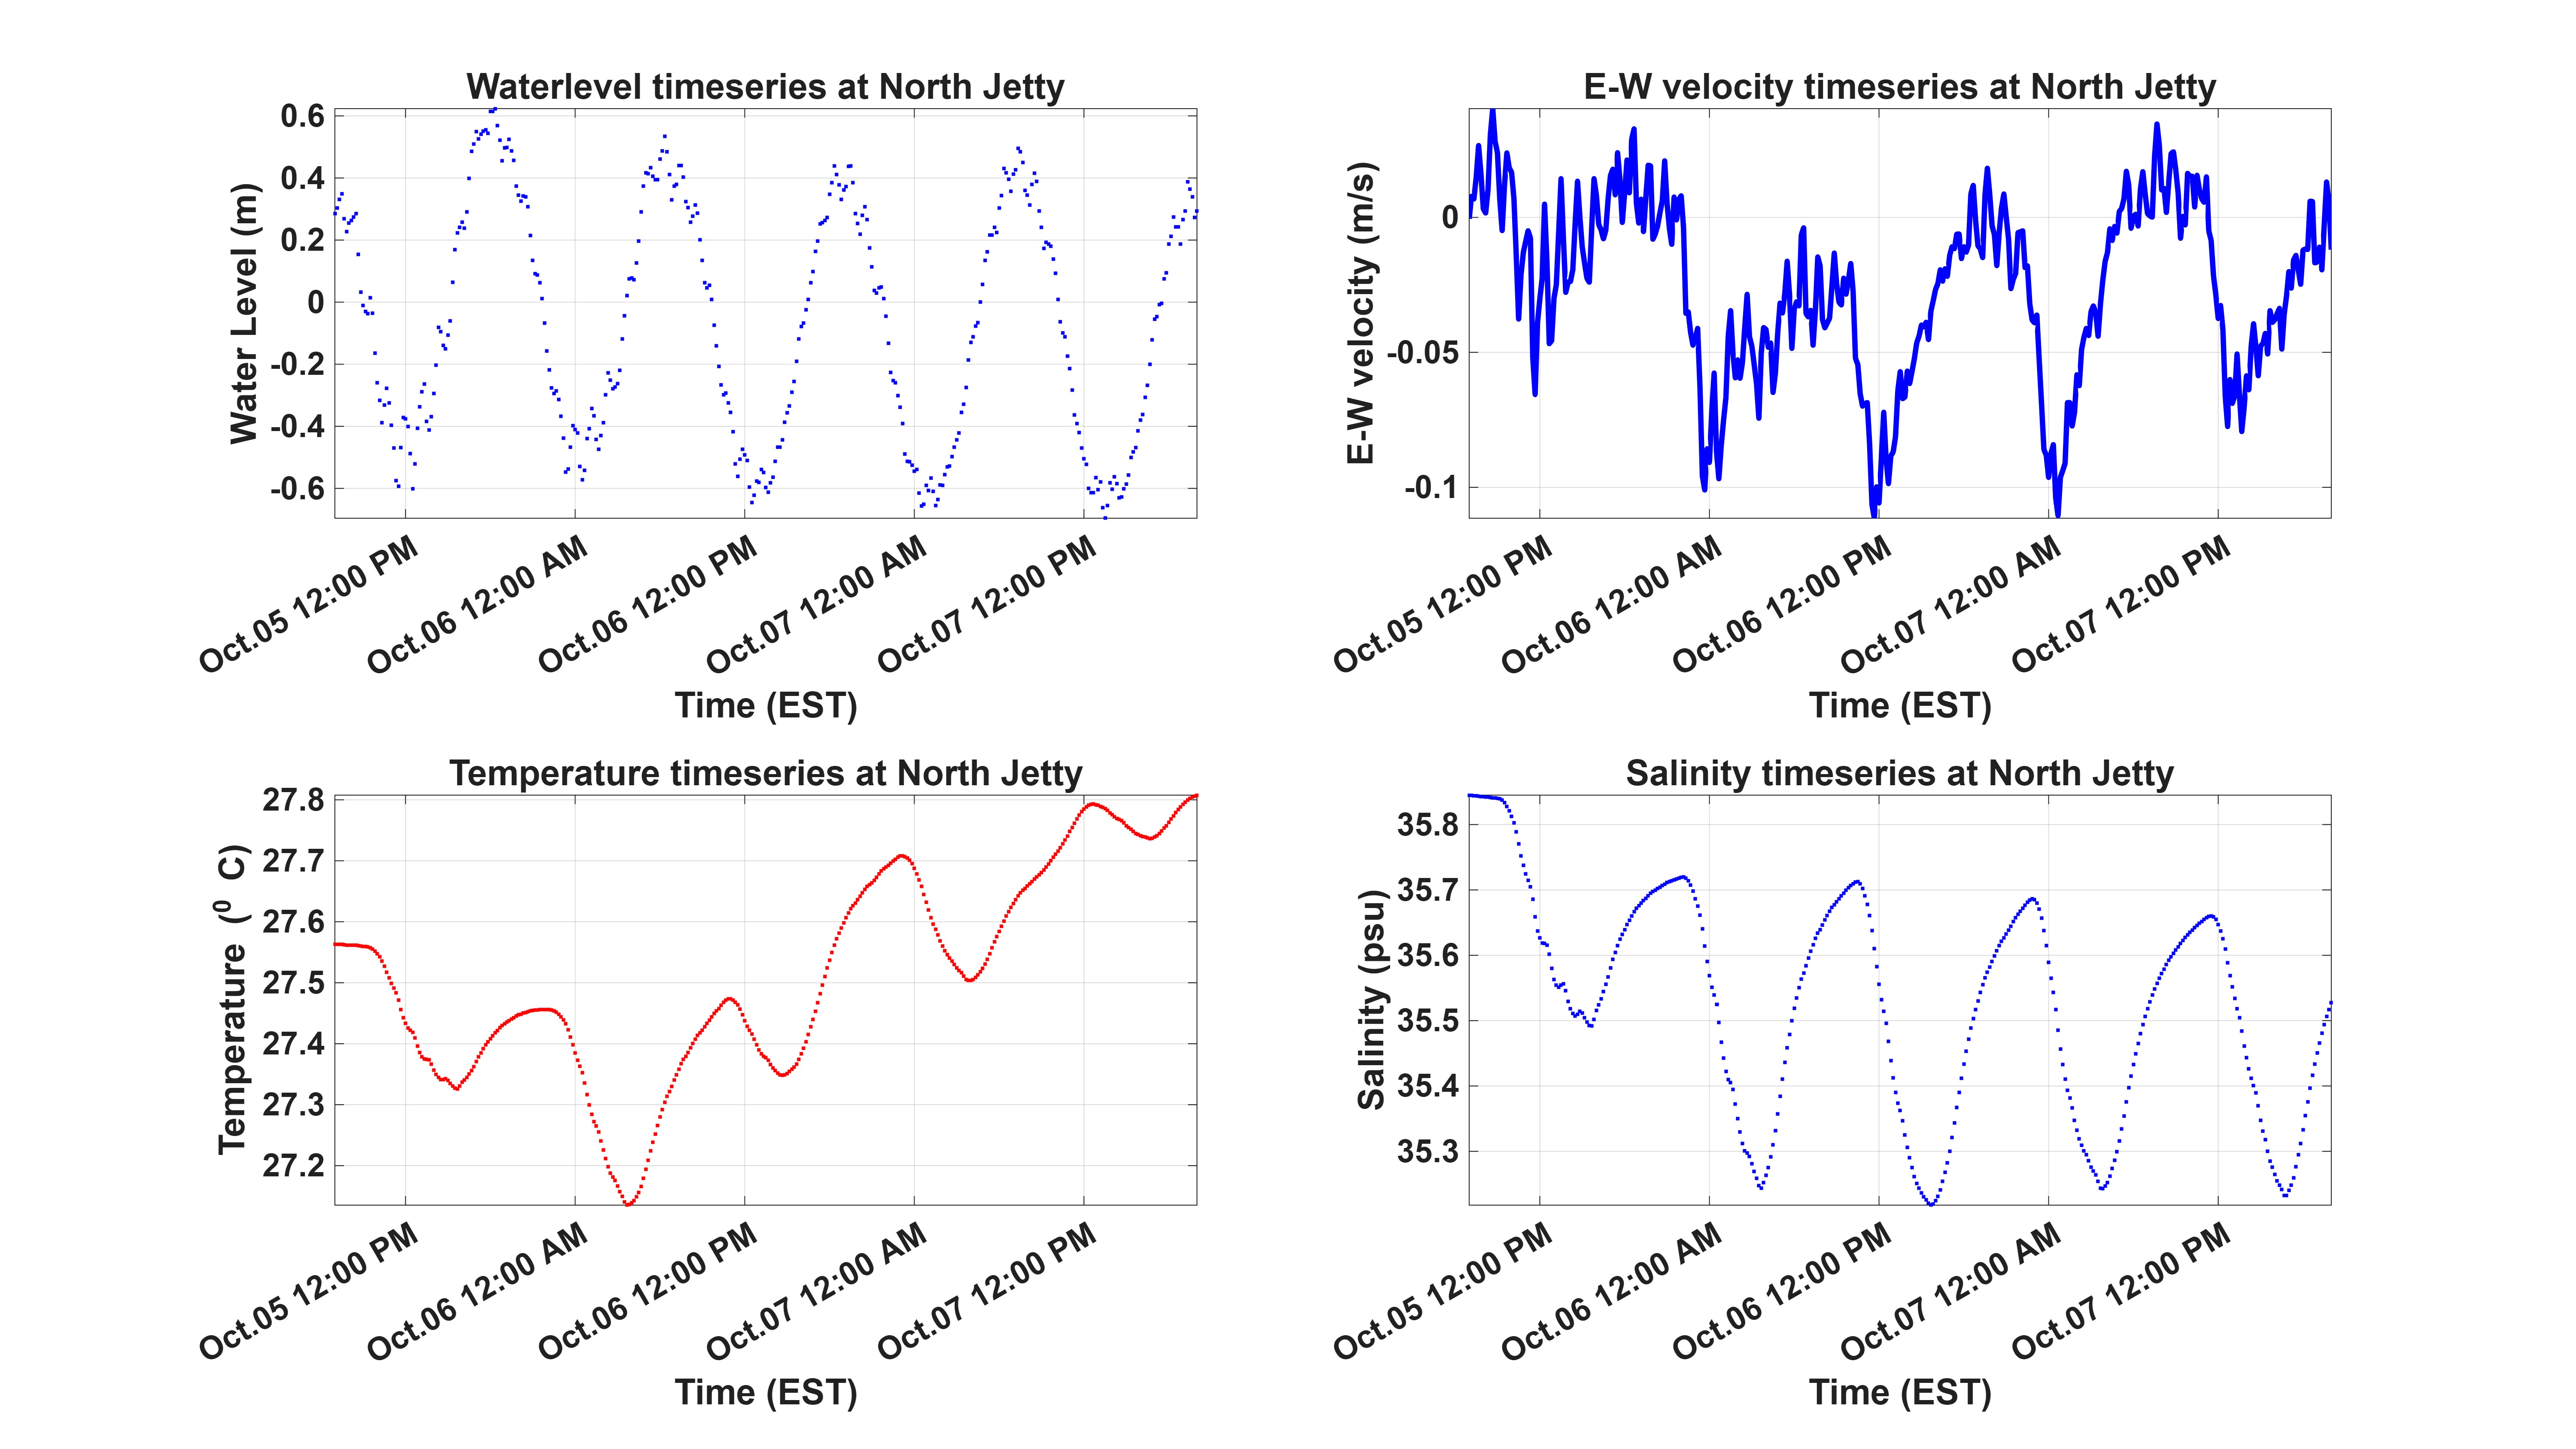 Waterlevel timeseries at North Jetty
0.6
0.4
0.2
0
-0.2
-0.4
-0.6
Water Level (m)
Oct.05 12:00 PM
Oct.06 12:00 AM
Oct.06 12:00 PM
Oct.07 12:00 AM
Oct.07 12:00 PM
Time (EST)
E-W velocity timeseries at North Jetty
0
-0.05
-0.1
E-W velocity (m/s)
Oct.05 12:00 PM
Oct.06 12:00 AM
Oct.06 12:00 PM
Oct.07 12:00 AM
Oct.07 12:00 PM
Time (EST)
Temperature timeseries at North Jetty
27.8
27.7
27.6
27.5
27.4
27.3
27.2
Temperature (⁰ C)
Oct.05 12:00 PM
Oct.06 12:00 AM
Oct.06 12:00 PM
Oct.07 12:00 AM
Oct.07 12:00 PM
Time (EST)
Salinity timeseries at North Jetty
35.8
35.7
35.6
35.5
35.4
35.3
Salinity (psu)
Oct.05 12:00 PM
Oct.06 12:00 AM
Oct.06 12:00 PM
Oct.07 12:00 AM
Oct.07 12:00 PM
Time (EST)